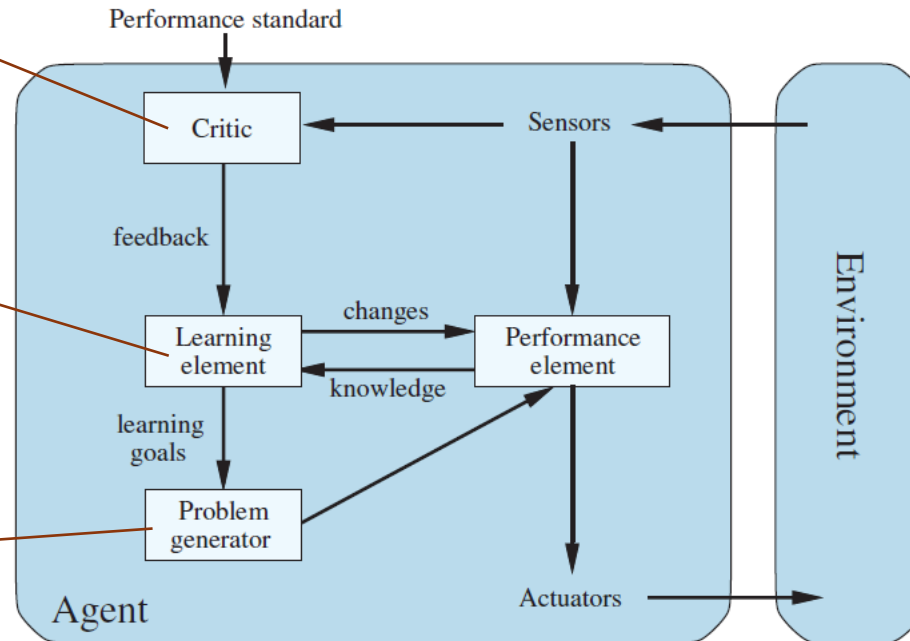 Performance standard
Critic
Sensors
feedback
changes
Learning
element
Performance
element
knowledge
learning
goals
Problem
generator
Agent
Actuators
Environment